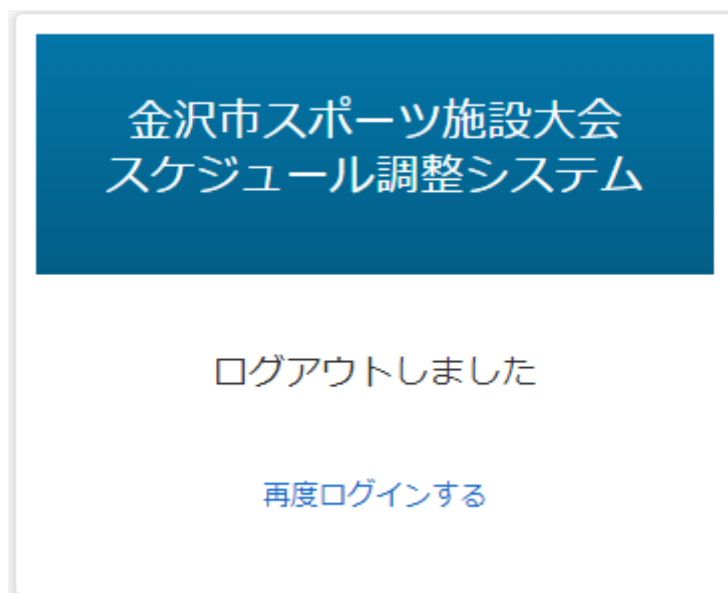 金沢市スポーツ施設大会
スケジュール調整システム
ログアウトしました
再度ログインする